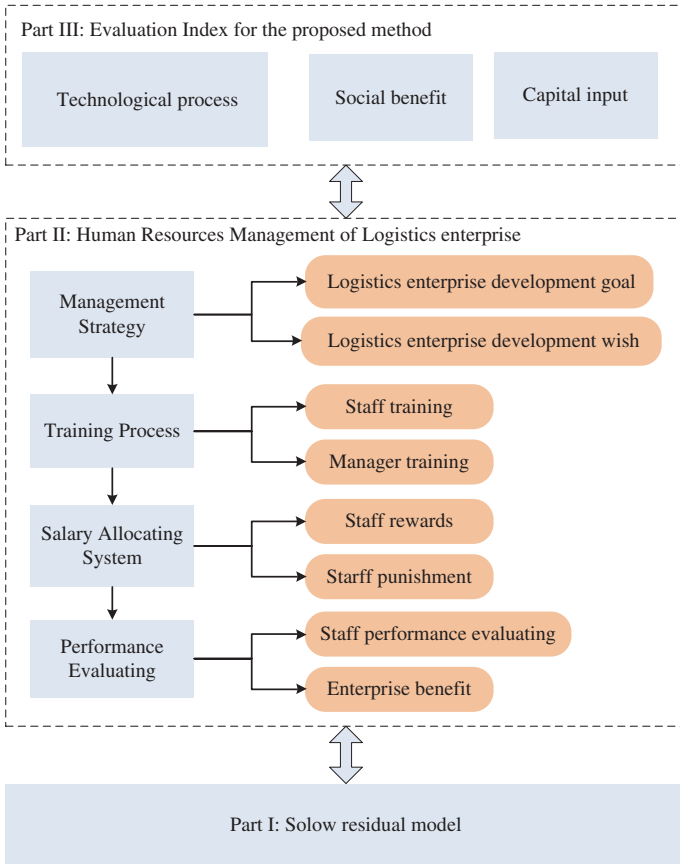 Part III: Evaluation Index for the proposed method
Technological process
Social benefit
Capital input
Part II: Human Resources Management of Logistics enterprise
Management
Strategy
Logistics enterprise development goal
Logistics enterprise development wish
Training Process
Staff training
Manager training
Salary Allocating
System
Staff rewards
Starff punishment
Performance
Evaluating
Staff performance evaluating
Enterprise benefit
Part I: Solow residual model